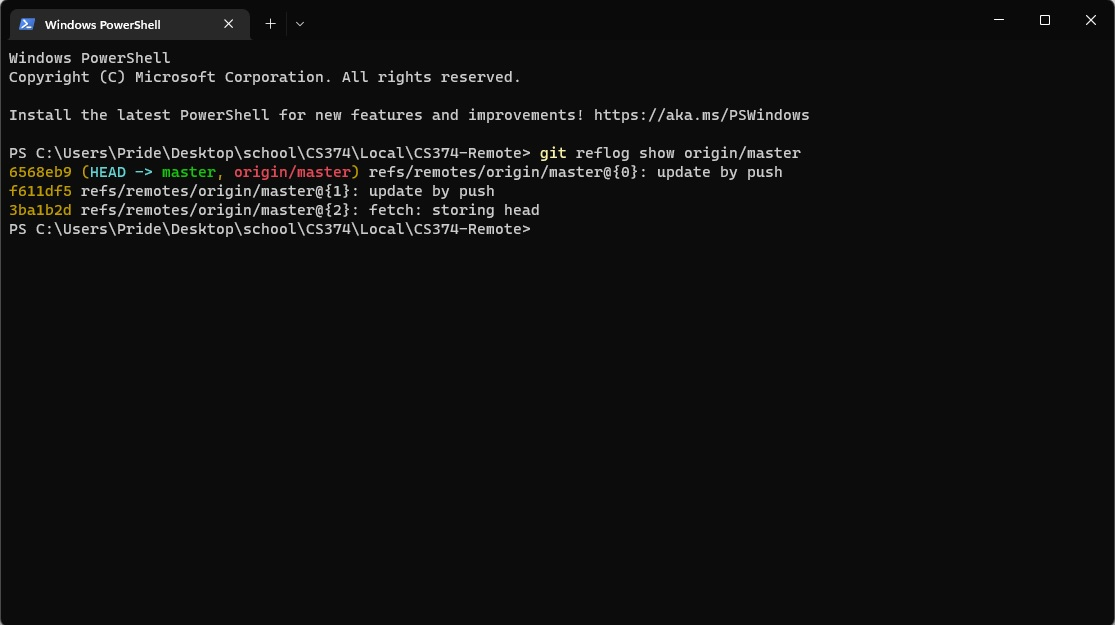 Windows PowerShell
Windows PowerShell
Copyright (C) Microsoft Corporation. All rights reserved.
Install the latest PowerShell for new features and improvements! https://aka.ms/PSWindows
PS C:\Users\Pride\Desktop\school\CS374\Local\CS374-Remote> git reflog show origin/master
6568eb9 (HEAD -> master, origin/master) refs/remotes/origin/master@{0}: update by push
f611df5 refs/remotes/origin/master@{1}: update by push
3ba1b2d refs/remotes/origin/master@{2}: fetch: storing head
PS C:\Users\Pride\Desktop\school\CS374\Local\CS374-Remote>